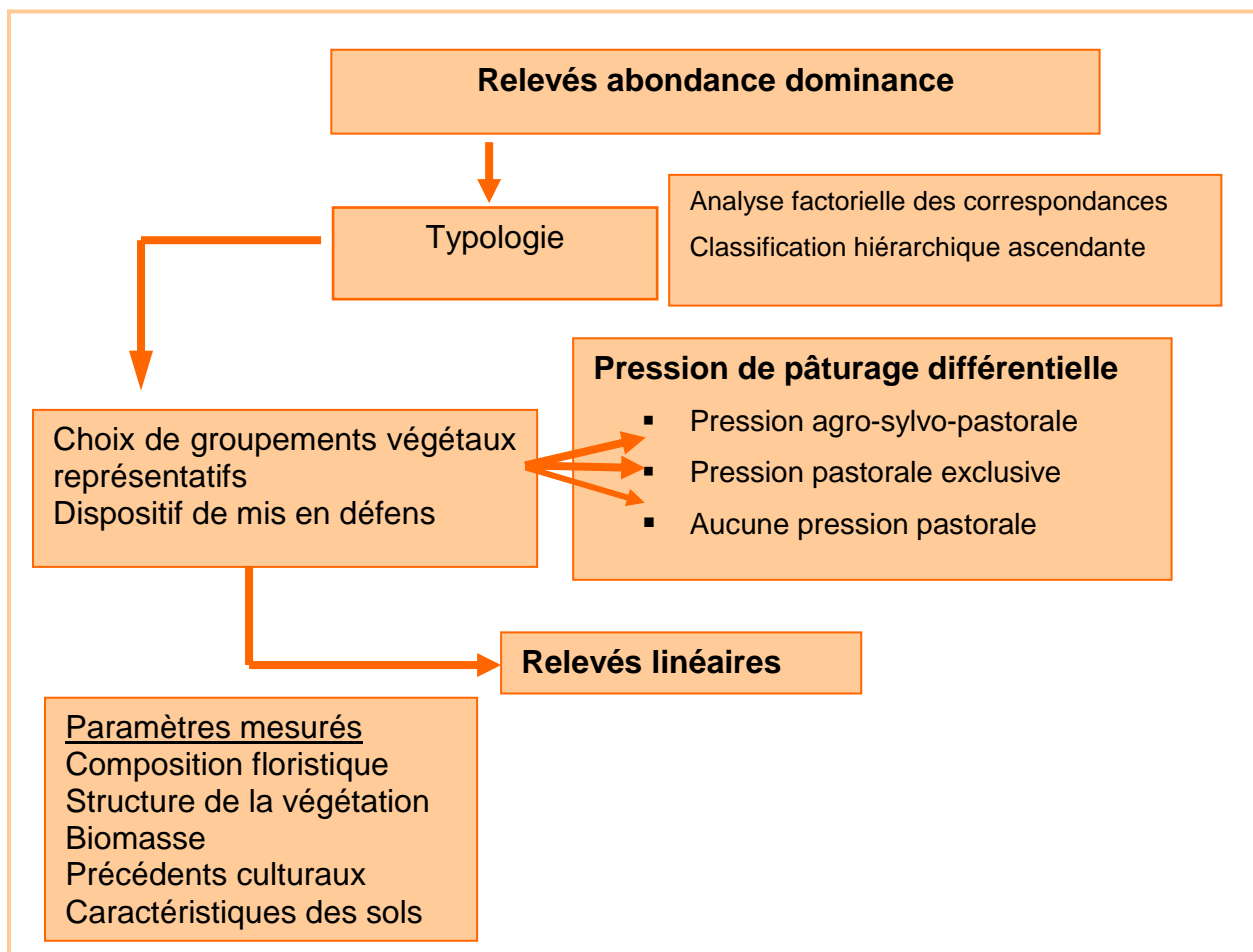 Relevés abondance dominance
Typologie
Analyse factorielle des correspondances
Classification hiérarchique ascendante
Pression de pâturage différentielle
▪ Pression agro-sylvo-pastorale
▪ Pression pastorale exclusive
▪ Aucune pression pastorale
Choix de groupements végétaux
représentatifs
Dispositif de mis en défens
Relevés linéaires
Paramètres mesurés
Composition floristique
Structure de la végétation
Biomasse
Précédents culturaux
Caractéristiques des sols